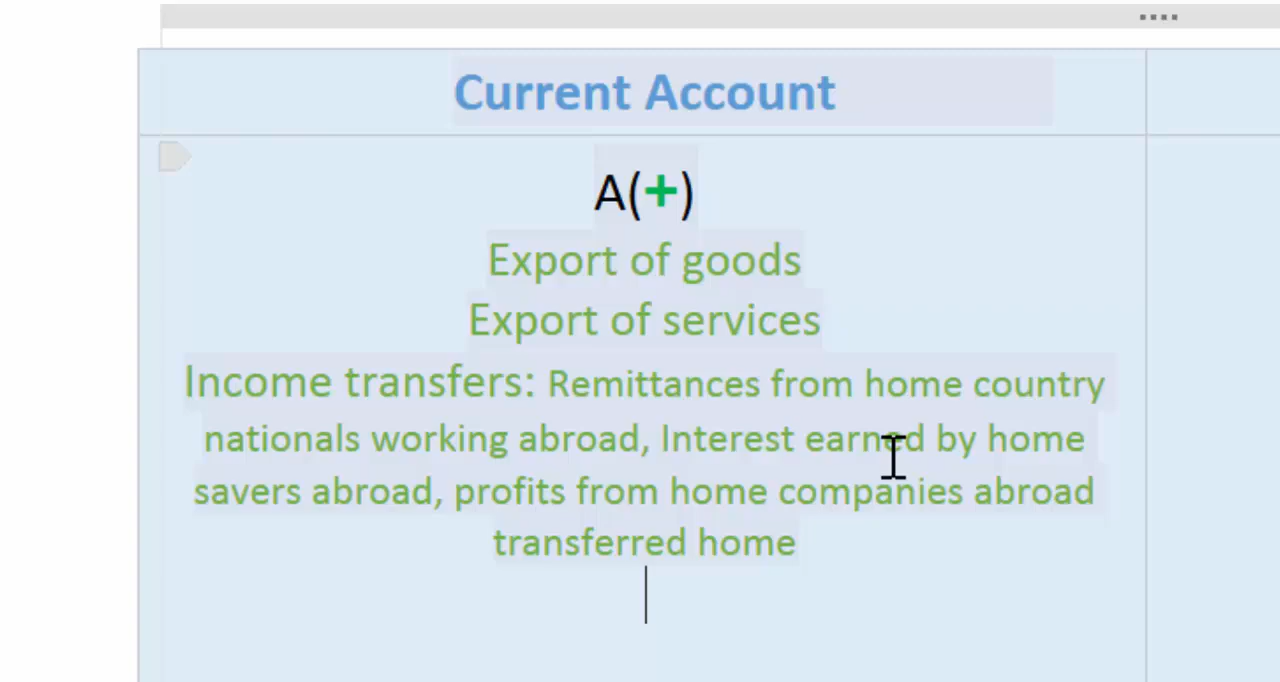 Current Account
A(+)
Export of goods
Export of services
Income transfers: Remittances from home country
nationals working abroad, Interest earned by home
savers abroad, profits from home companies abroad
transferred home